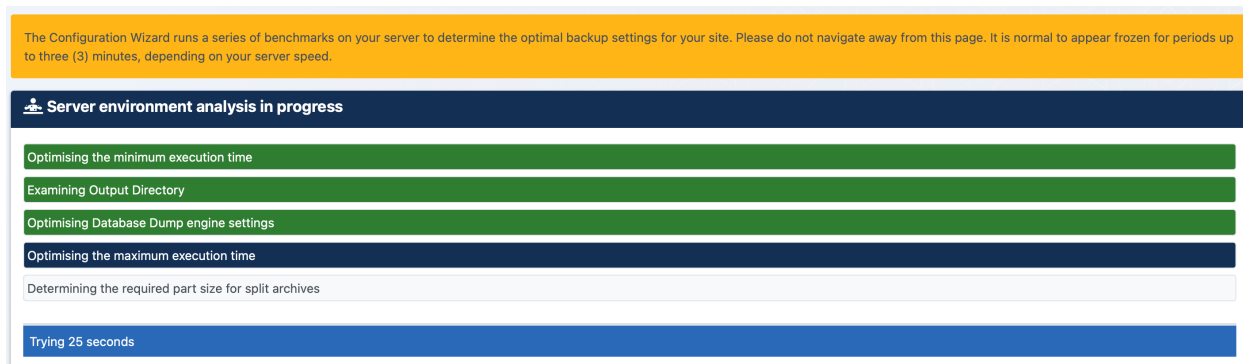 The Configuration Wizard runs a series of benchmarks on your server to determine the optimal backup settings for your site. Please do not navigate away from this page. It is normal to appear frozen for periods up
to three (3) minutes, depending on your server speed.
Server environment analysis in progress
Optimising the minimum execution time
Examining Output Directory
Optimising Database Dump engine settings
Optimising the maximum execution time
Determining the required part size for split archives
Trying 25 seconds